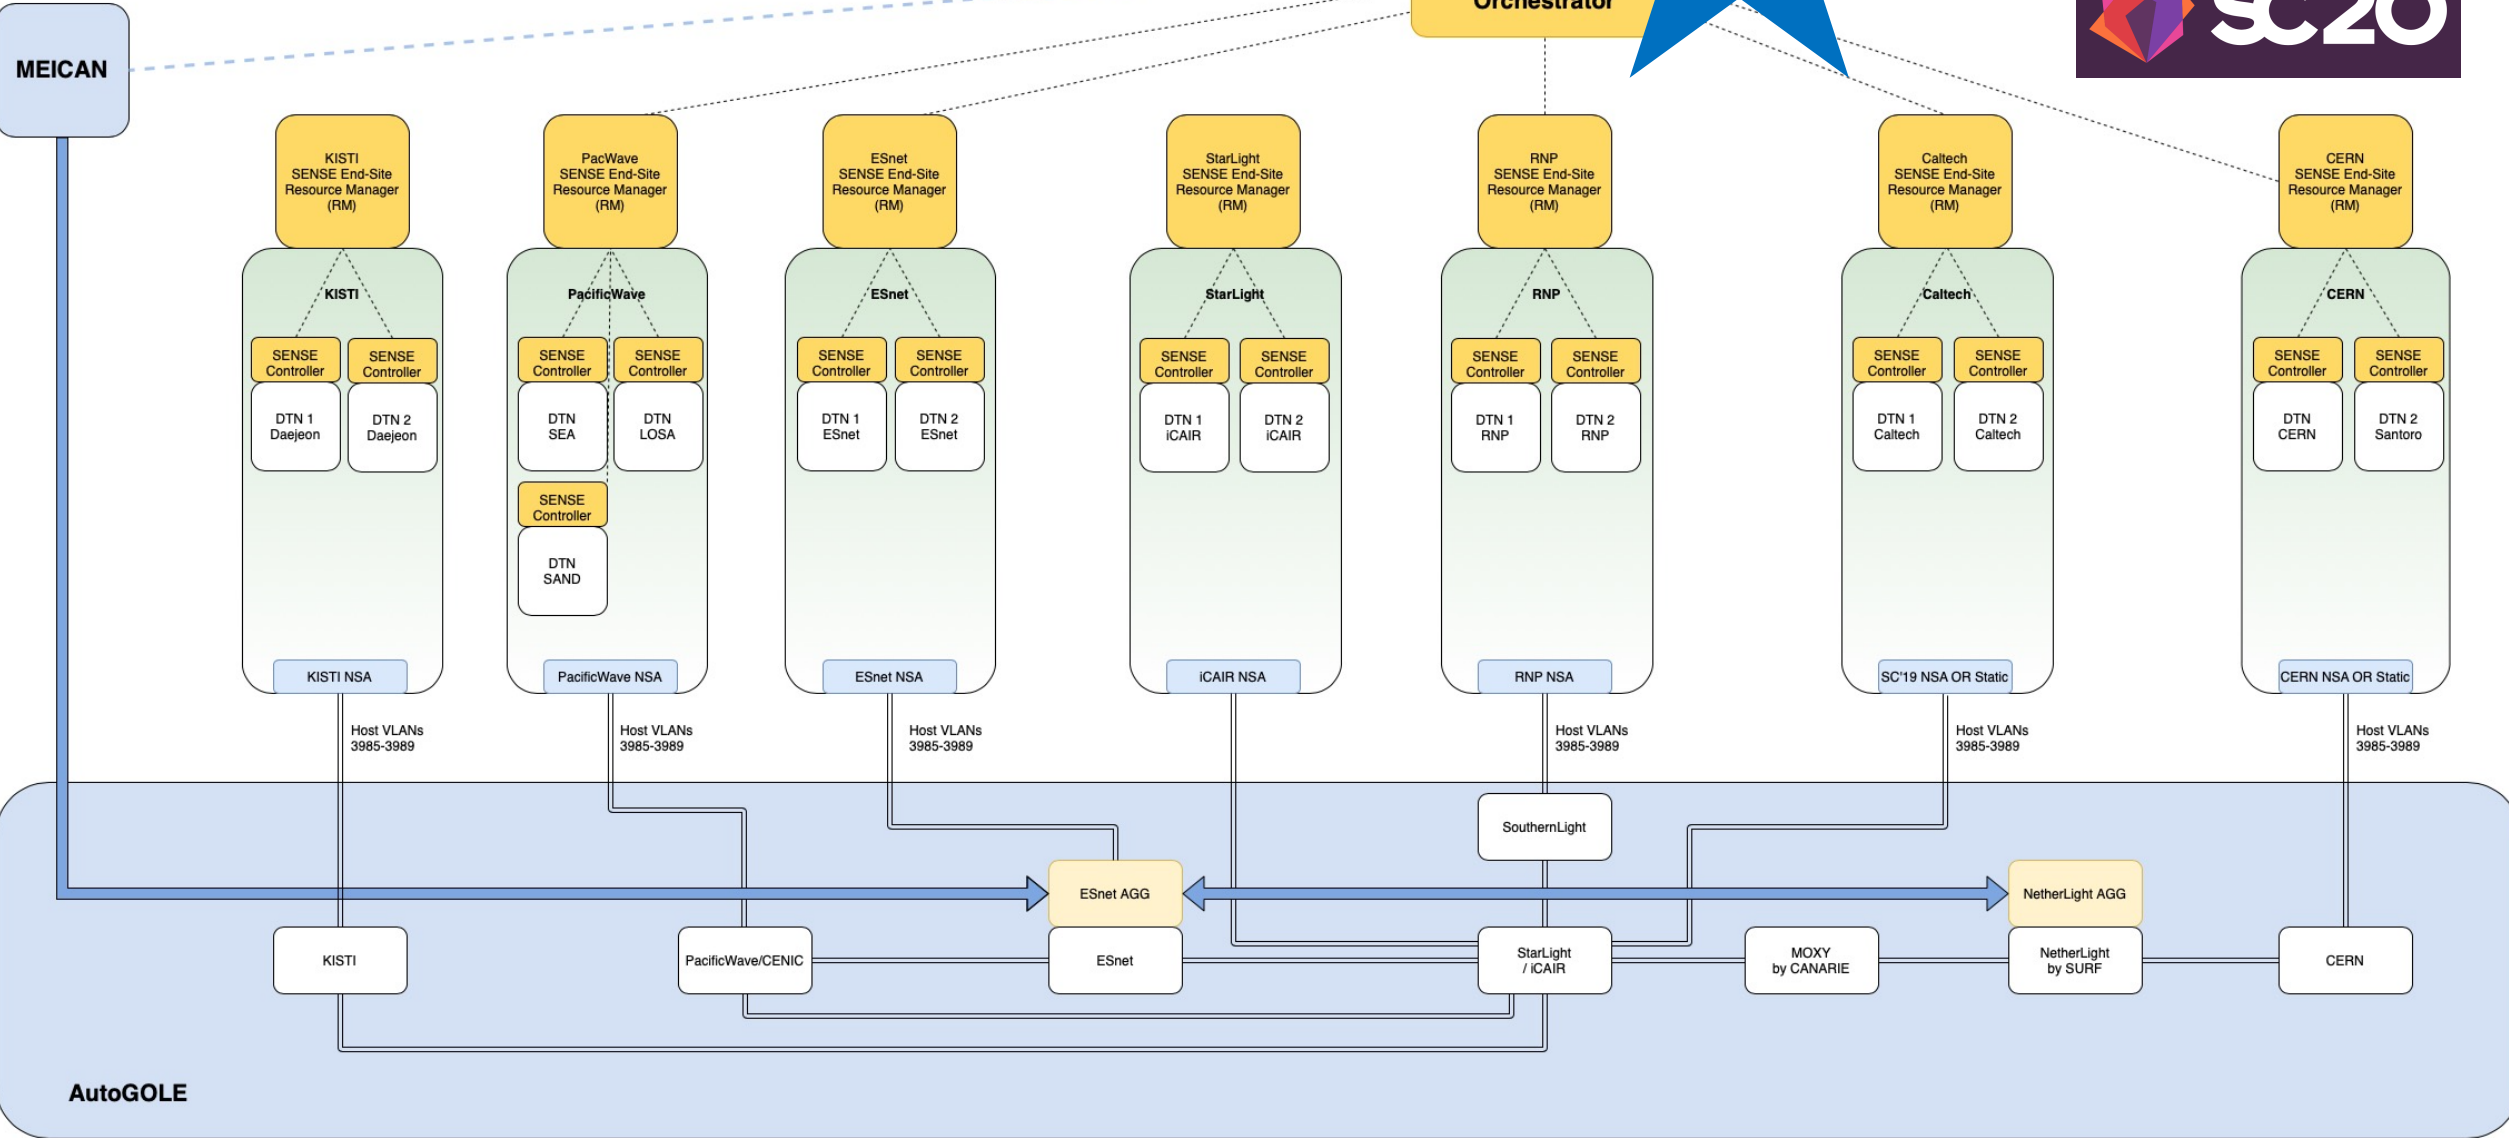 Orchestrator
SC20
MEICAN
KISTI
SENSE End-Site
Resource Manager
(RM)
PacWave
SENSE End-Site
Resource Manager
(RM)
ESnet
SENSE End-Site
Resource Manager
(RM)
StarLight
SENSE End-Site
Resource Manager
(RM)
RNP
SENSE End-Site
Resource Manager
(RM)
Caltech
SENSE End-Site
Resource Manager
(RM)
CERN
SENSE End-Site
Resource Manager
(RM)
KISTI
SENSE
Controller
DTN 1
Daejeon
SENSE
Controller
DTN 2
Daejeon
KISTI NSA
PacificWave
SENSE
Controller
DTN
SEA
SENSE
Controller
DTN
LOSA
SENSE
Controller
DTN
SAND
PacificWave NSA
ESnet
SENSE
Controller
DTN 1
ESnet
SENSE
Controller
DTN 2
ESnet
ESnet NSA
StarLight
SENSE
Controller
DTN 1
iCAIR
SENSE
Controller
DTN 2
iCAIR
iCAIR NSA
RNP
SENSE
Controller
DTN 1
RNP
SENSE
Controller
DTN 2
RNP
RNP NSA
Caltech
SENSE
Controller
DTN 1
Caltech
SENSE
Controller
DTN 2
Caltech
SC'19 NSA OR Static
CERN
SENSE
Controller
DTN
CERN
SENSE
Controller
DTN 2
Santoro
CERN NSA OR Static
Host VLANs
3985-3989
Host VLANs
3985-3989
Host VLANs
3985-3989
Host VLANs
3985-3989
Host VLANs
3985-3989
Host VLANs
3985-3989
SouthernLight
ESnet AGG
NetherLight AGG
KISTI
PacificWave/CENIC
ESnet
StarLight
/ iCAIR
MOXY
by CANARIE
NetherLight
by SURF
CERN
AutoGOLE